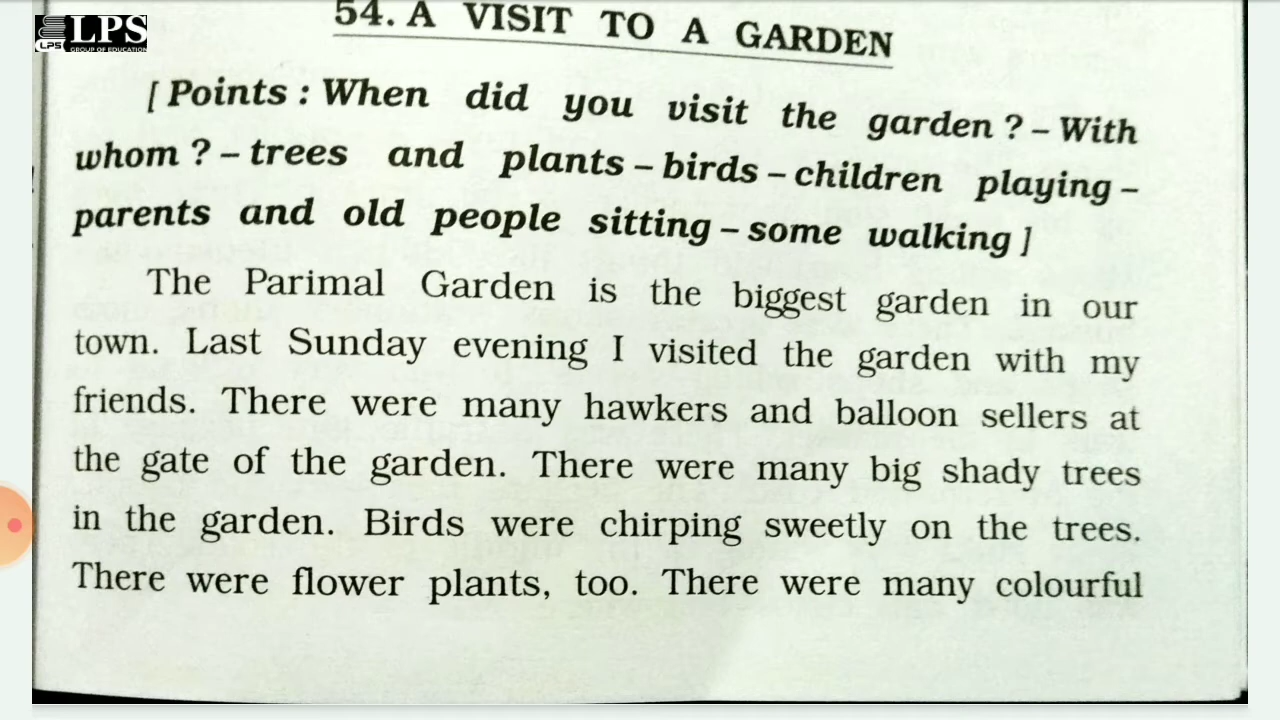 LPS
LPS
GROUP OF EDUCATION
54. A VISIT TO A GARDEN
[ Points : When did you visit the garden ? – With
whom ? – trees and plants – birds – children playing –
parents and old people sitting – some walking ]
The Parimal Garden is the biggest garden in our
town. Last Sunday evening I visited the garden with my
friends. There were many hawkers and balloon sellers at
the gate of the garden. There were many big shady trees
in the garden. Birds were chirping sweetly on the trees.
There were flower plants, too. There were many colourful